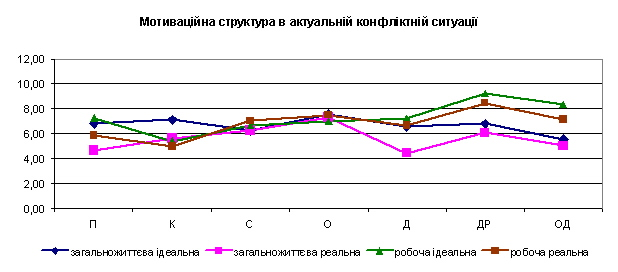 Мотиваційна структура в актуальній конфліктній ситуації
12,00
10,00
8,00
6,00
4,00
2,00
0,00
П К С О Д ДР ОД
загальножиттєва ідеальна загальножиттєва реальна робоча ідеальна робоча реальна